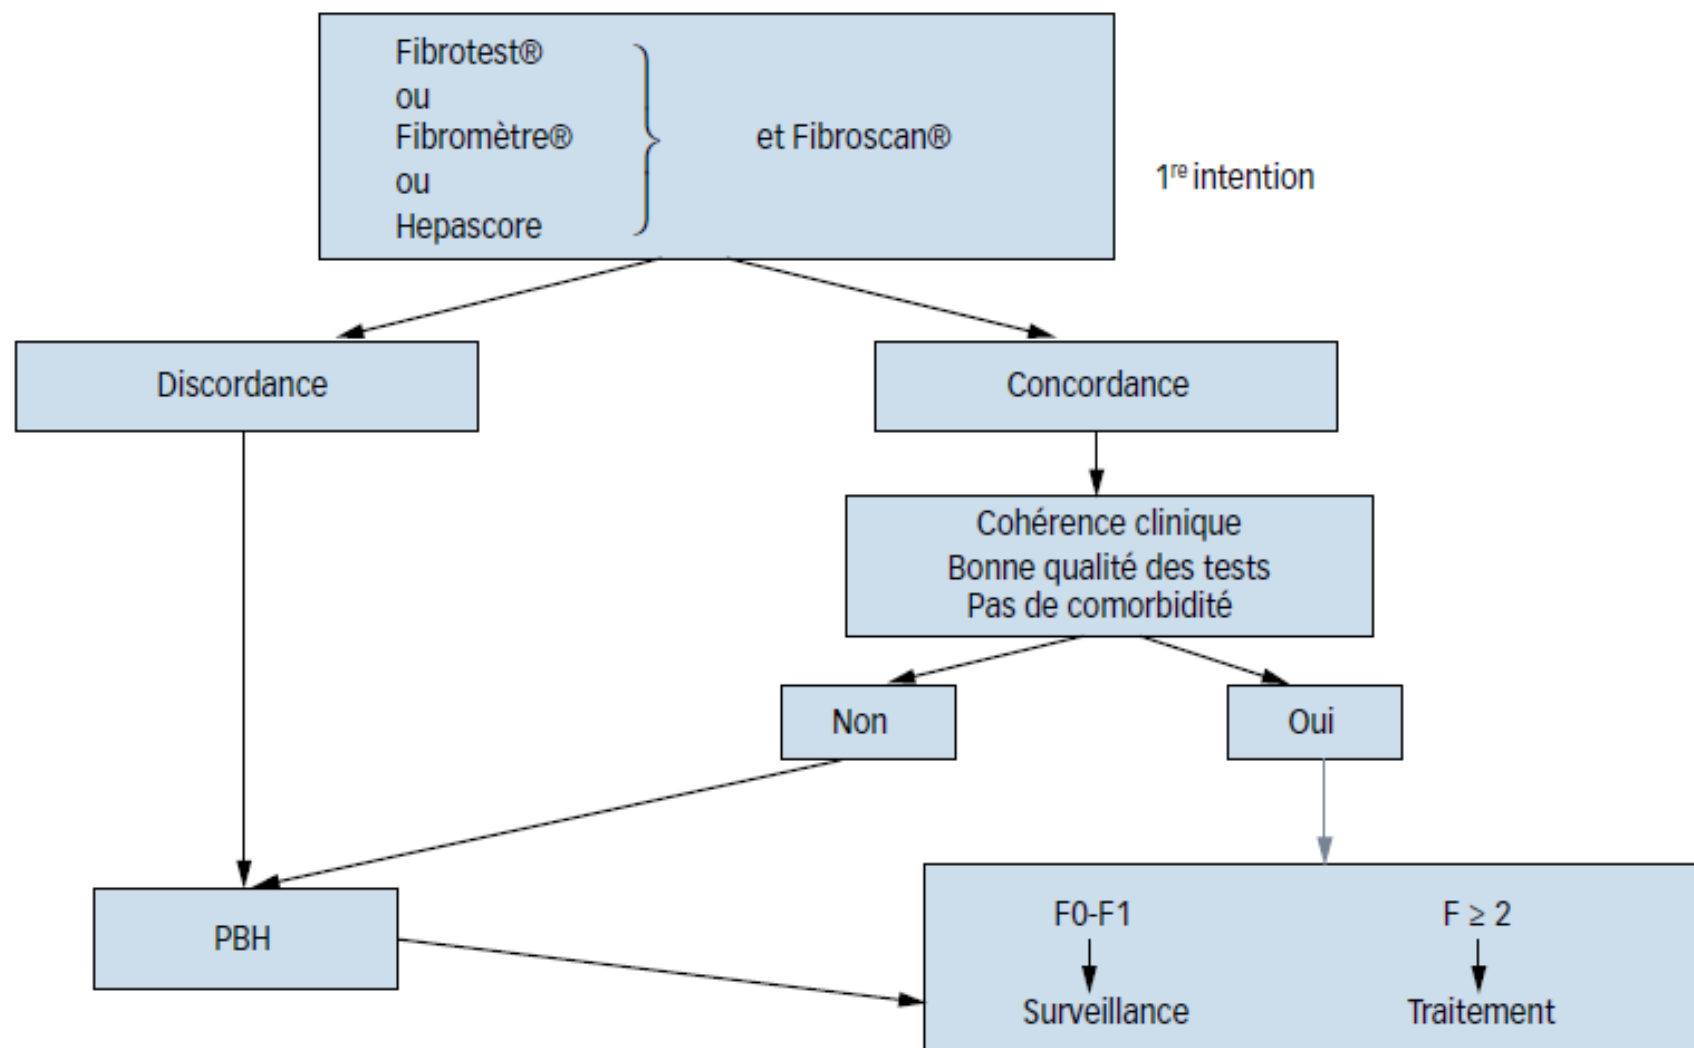 Fibrotest®
ou
Fibromètre®
ou
Hepascore
et Fibroscan®
1re intention
Discordance
Concordance
Cohérence clinique
Bonne qualité des tests
Pas de comorbidité
Non
Oui
PBH
F0-F1
F ≥ 2
Surveillance
Traitement